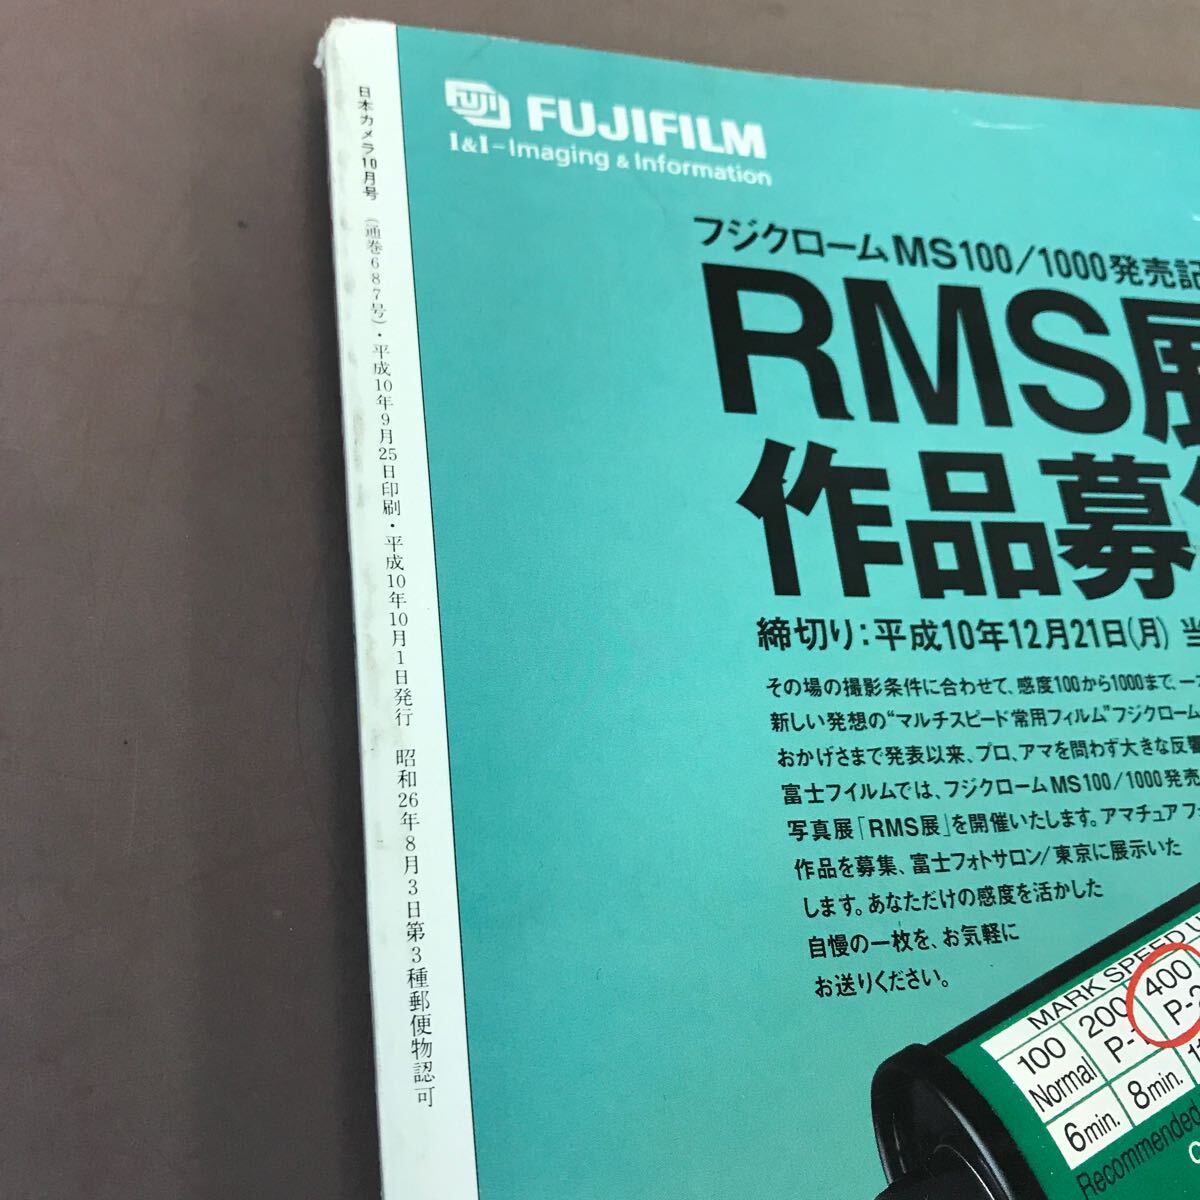 日本カメラ10月号 (通巻687号)・平成10年9月25日印刷・平成10年10月1日発行 昭和26年8月3日第3種郵便物認可
FUJI FUJIFILM
I&I-Imaging & Information
フジクロームMS100/1000発売記
RMS展
作品募
締切り:平成10年12月21日(月) 当
その場の撮影条件に合わせて、感度100から1000まで、一
新しい発想の“マルチスピード常用フィルム”フジクローム
おかげさまで発表以来、プロ、アマを問わず大きな反響
富士フイルムでは、フジクロームMS100/1000発売
写真展「RMS展」を開催いたします。アマチュアフォ
作品を募集、富士フォトサロン/東京に展示いた
します。あなただけの感度を活かした
自慢の一枚を、お気軽に
お送りください。
MARK SPEED
100 200 400
Normal P-1 P-2
6min. 8min. 11
Recommended